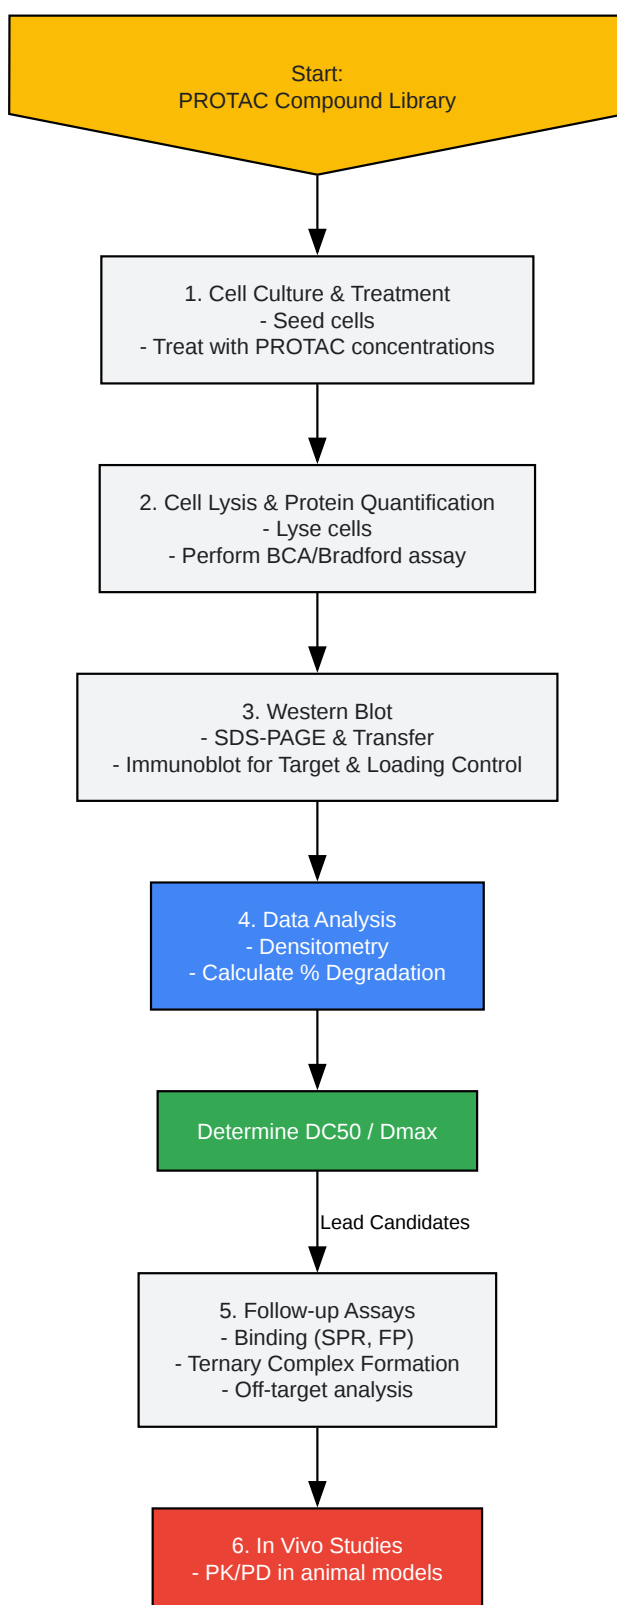 Start:
PROTAC Compound Library
1. Cell Culture & Treatment
- Seed cells
- Treat with PROTAC concentrations
2. Cell Lysis & Protein Quantification
- Lyse cells
- Perform BCA/Bradford assay
3. Western Blot
- SDS-PAGE & Transfer
- Immunoblot for Target & Loading Control
4. Data Analysis
- Densitometry
- Calculate % Degradation
Determine DC50 / Dmax
Lead Candidates
5. Follow-up Assays
- Binding (SPR, FP)
- Ternary Complex Formation
- Off-target analysis
6. In Vivo Studies
- PK/PD in animal models